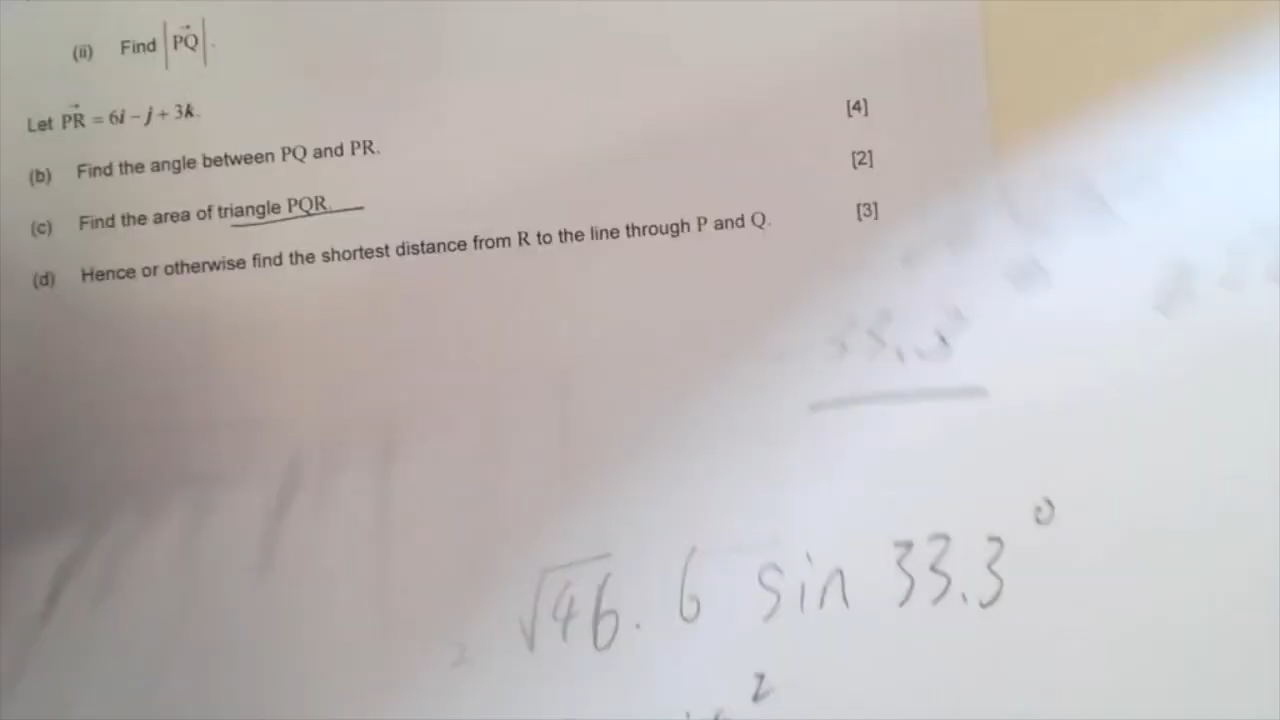 (ii) Find |PQ⃗|.
Let PR⃗ = 6i − j + 3k.
[4]
(b) Find the angle between PQ and PR.
[2]
(c) Find the area of triangle PQR.
[3]
(d) Hence or otherwise find the shortest distance from R to the line through P and Q.
√46 . 6 sin 33.3°
2